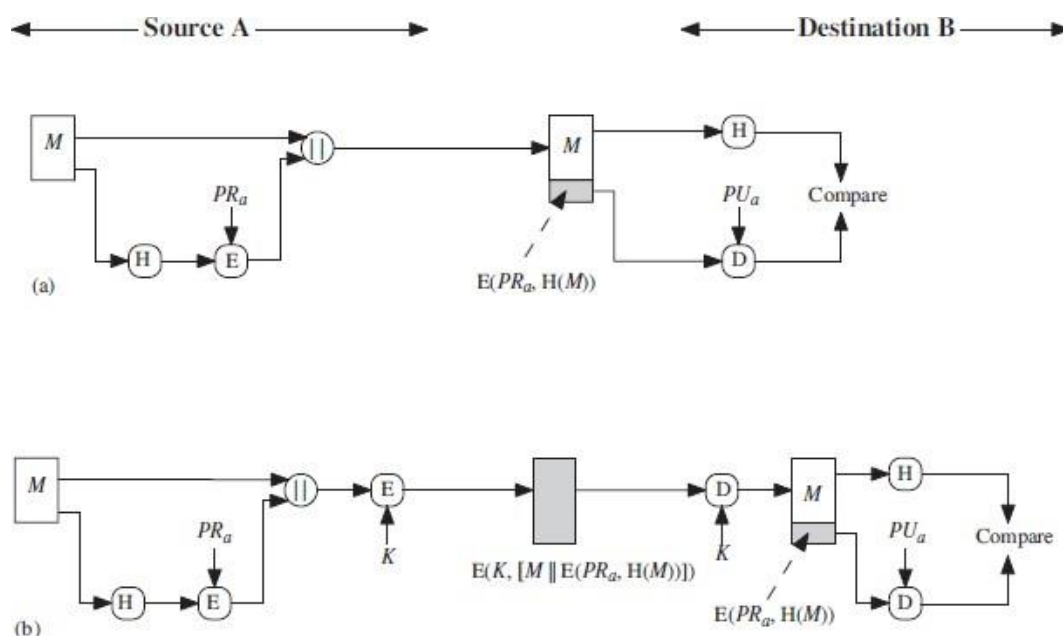 Source A Destination B
M || M H
PRa PUa Compare
H E D
E(PRa, H(M))
(a)
M || E D M H
PRa K K PUa Compare
E(K, [M || E(PRa, H(M))])
H E D
E(PRa, H(M))
(b)